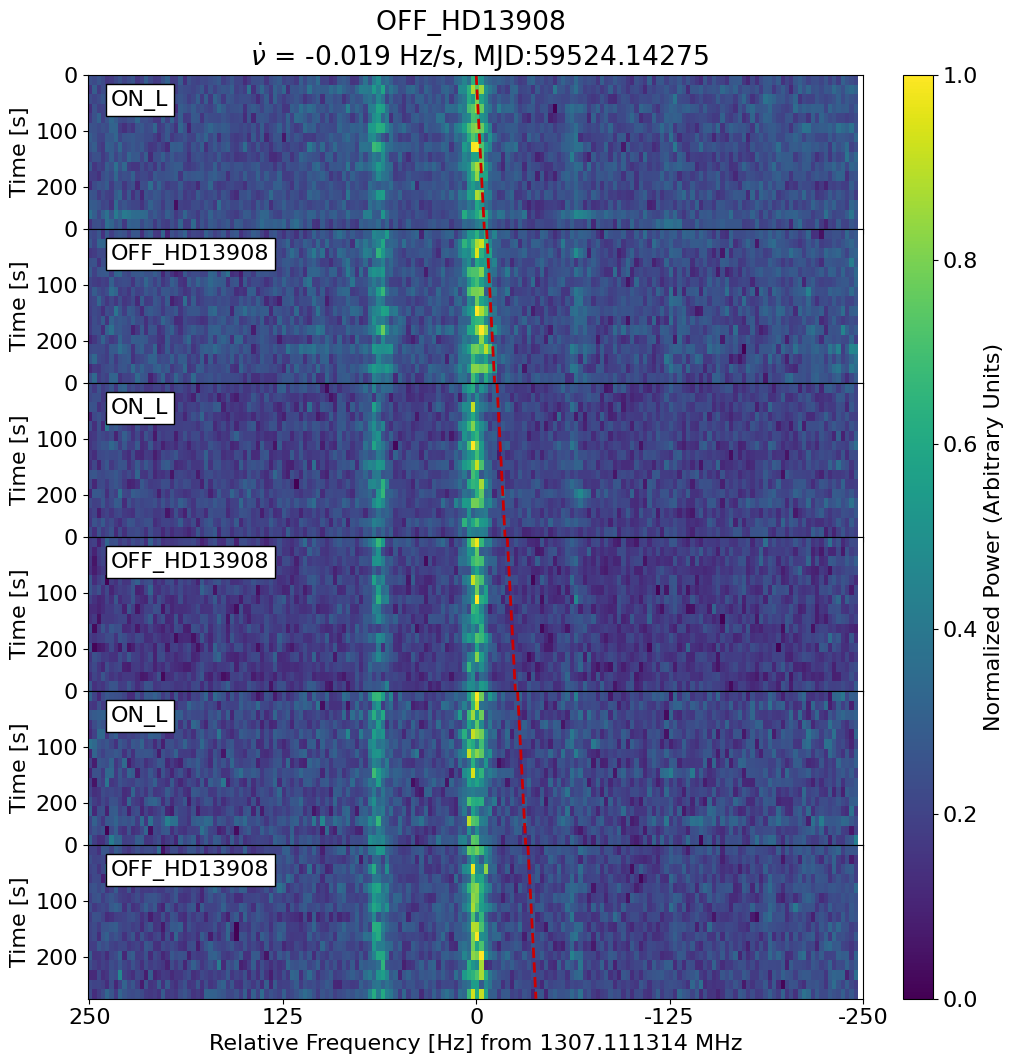 OFF_HD13908
ν̇ = -0.019 Hz/s, MJD:59524.14275
ON_L
OFF_HD13908
ON_L
OFF_HD13908
ON_L
OFF_HD13908
Time [s]
Time [s]
Time [s]
Time [s]
Time [s]
Time [s]
0
100
200
0
100
200
0
100
200
0
100
200
0
100
200
0
100
200
250
125
0
-125
-250
Relative Frequency [Hz] from 1307.111314 MHz
1.0
0.8
0.6
0.4
0.2
0.0
Normalized Power (Arbitrary Units)